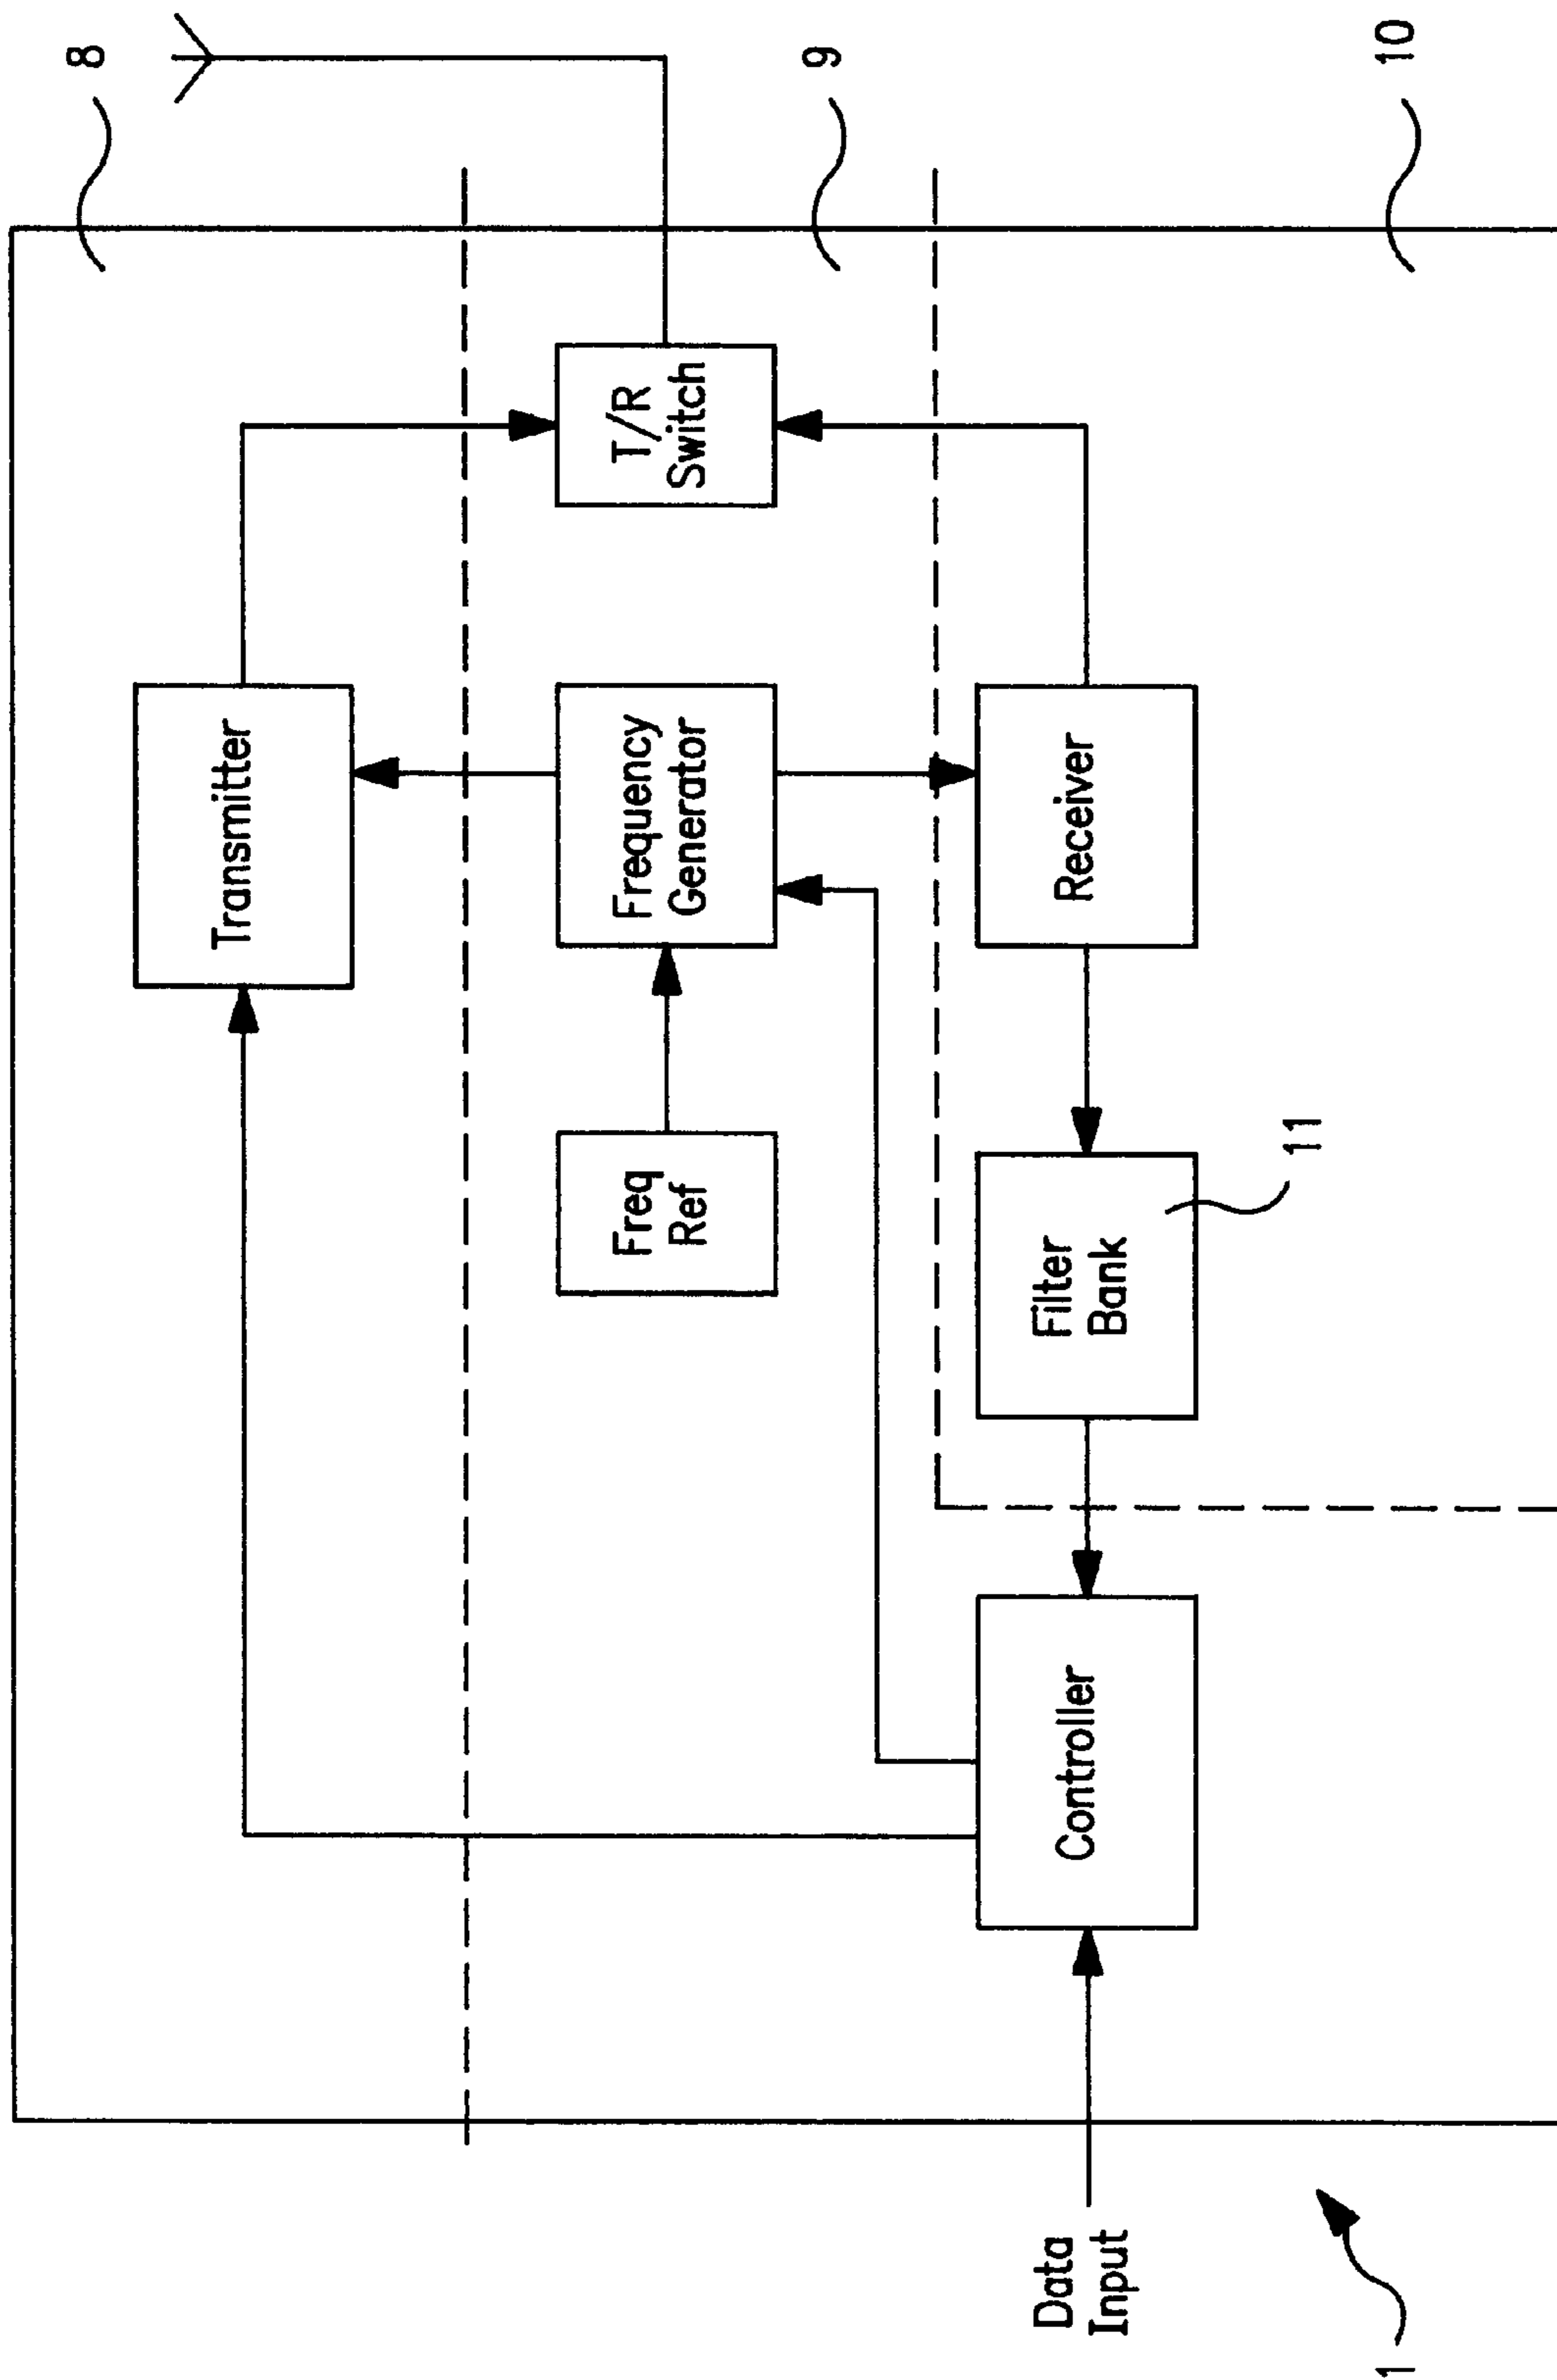 8
9
10
Transmitter
T/R
Switch
Frequency
Generator
Freq
Ref
Receiver
Filter
Bank
11
Controller
Data
Input
1